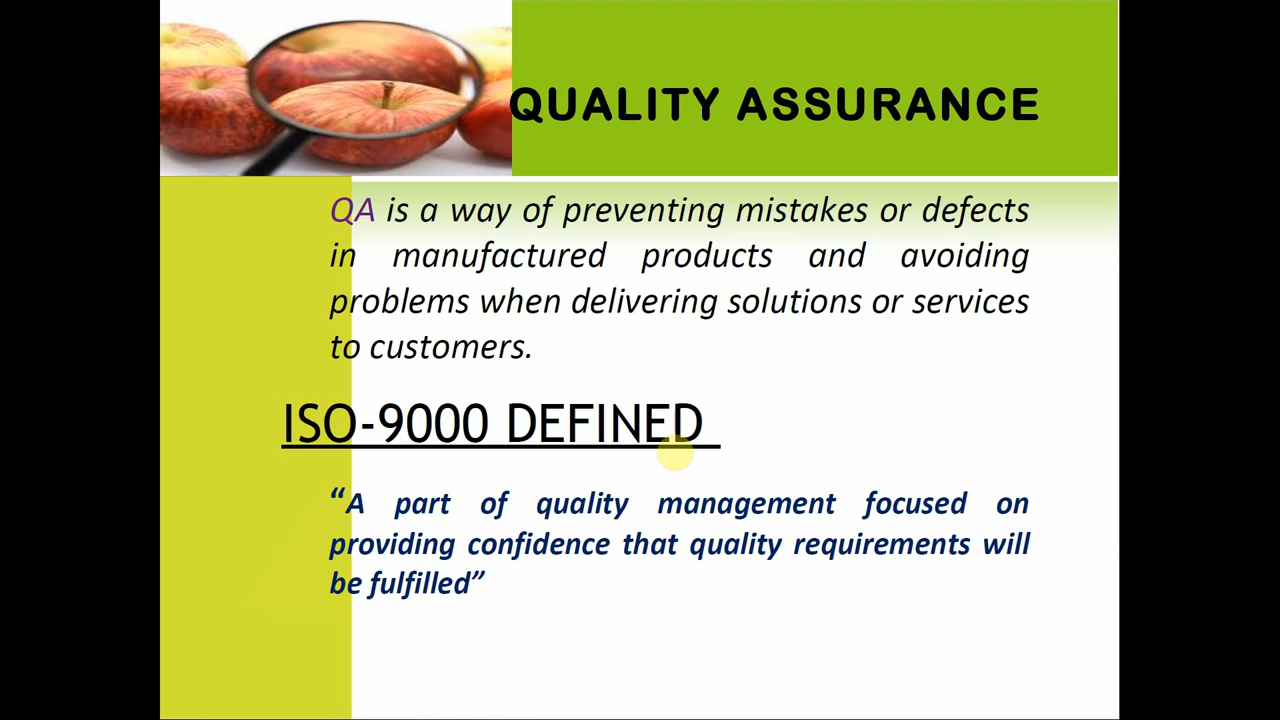 QUALITY ASSURANCE
QA is a way of preventing mistakes or defects
in manufactured products and avoiding
problems when delivering solutions or services
to customers.
ISO-9000 DEFINED
“A part of quality management focused on
providing confidence that quality requirements will
be fulfilled”